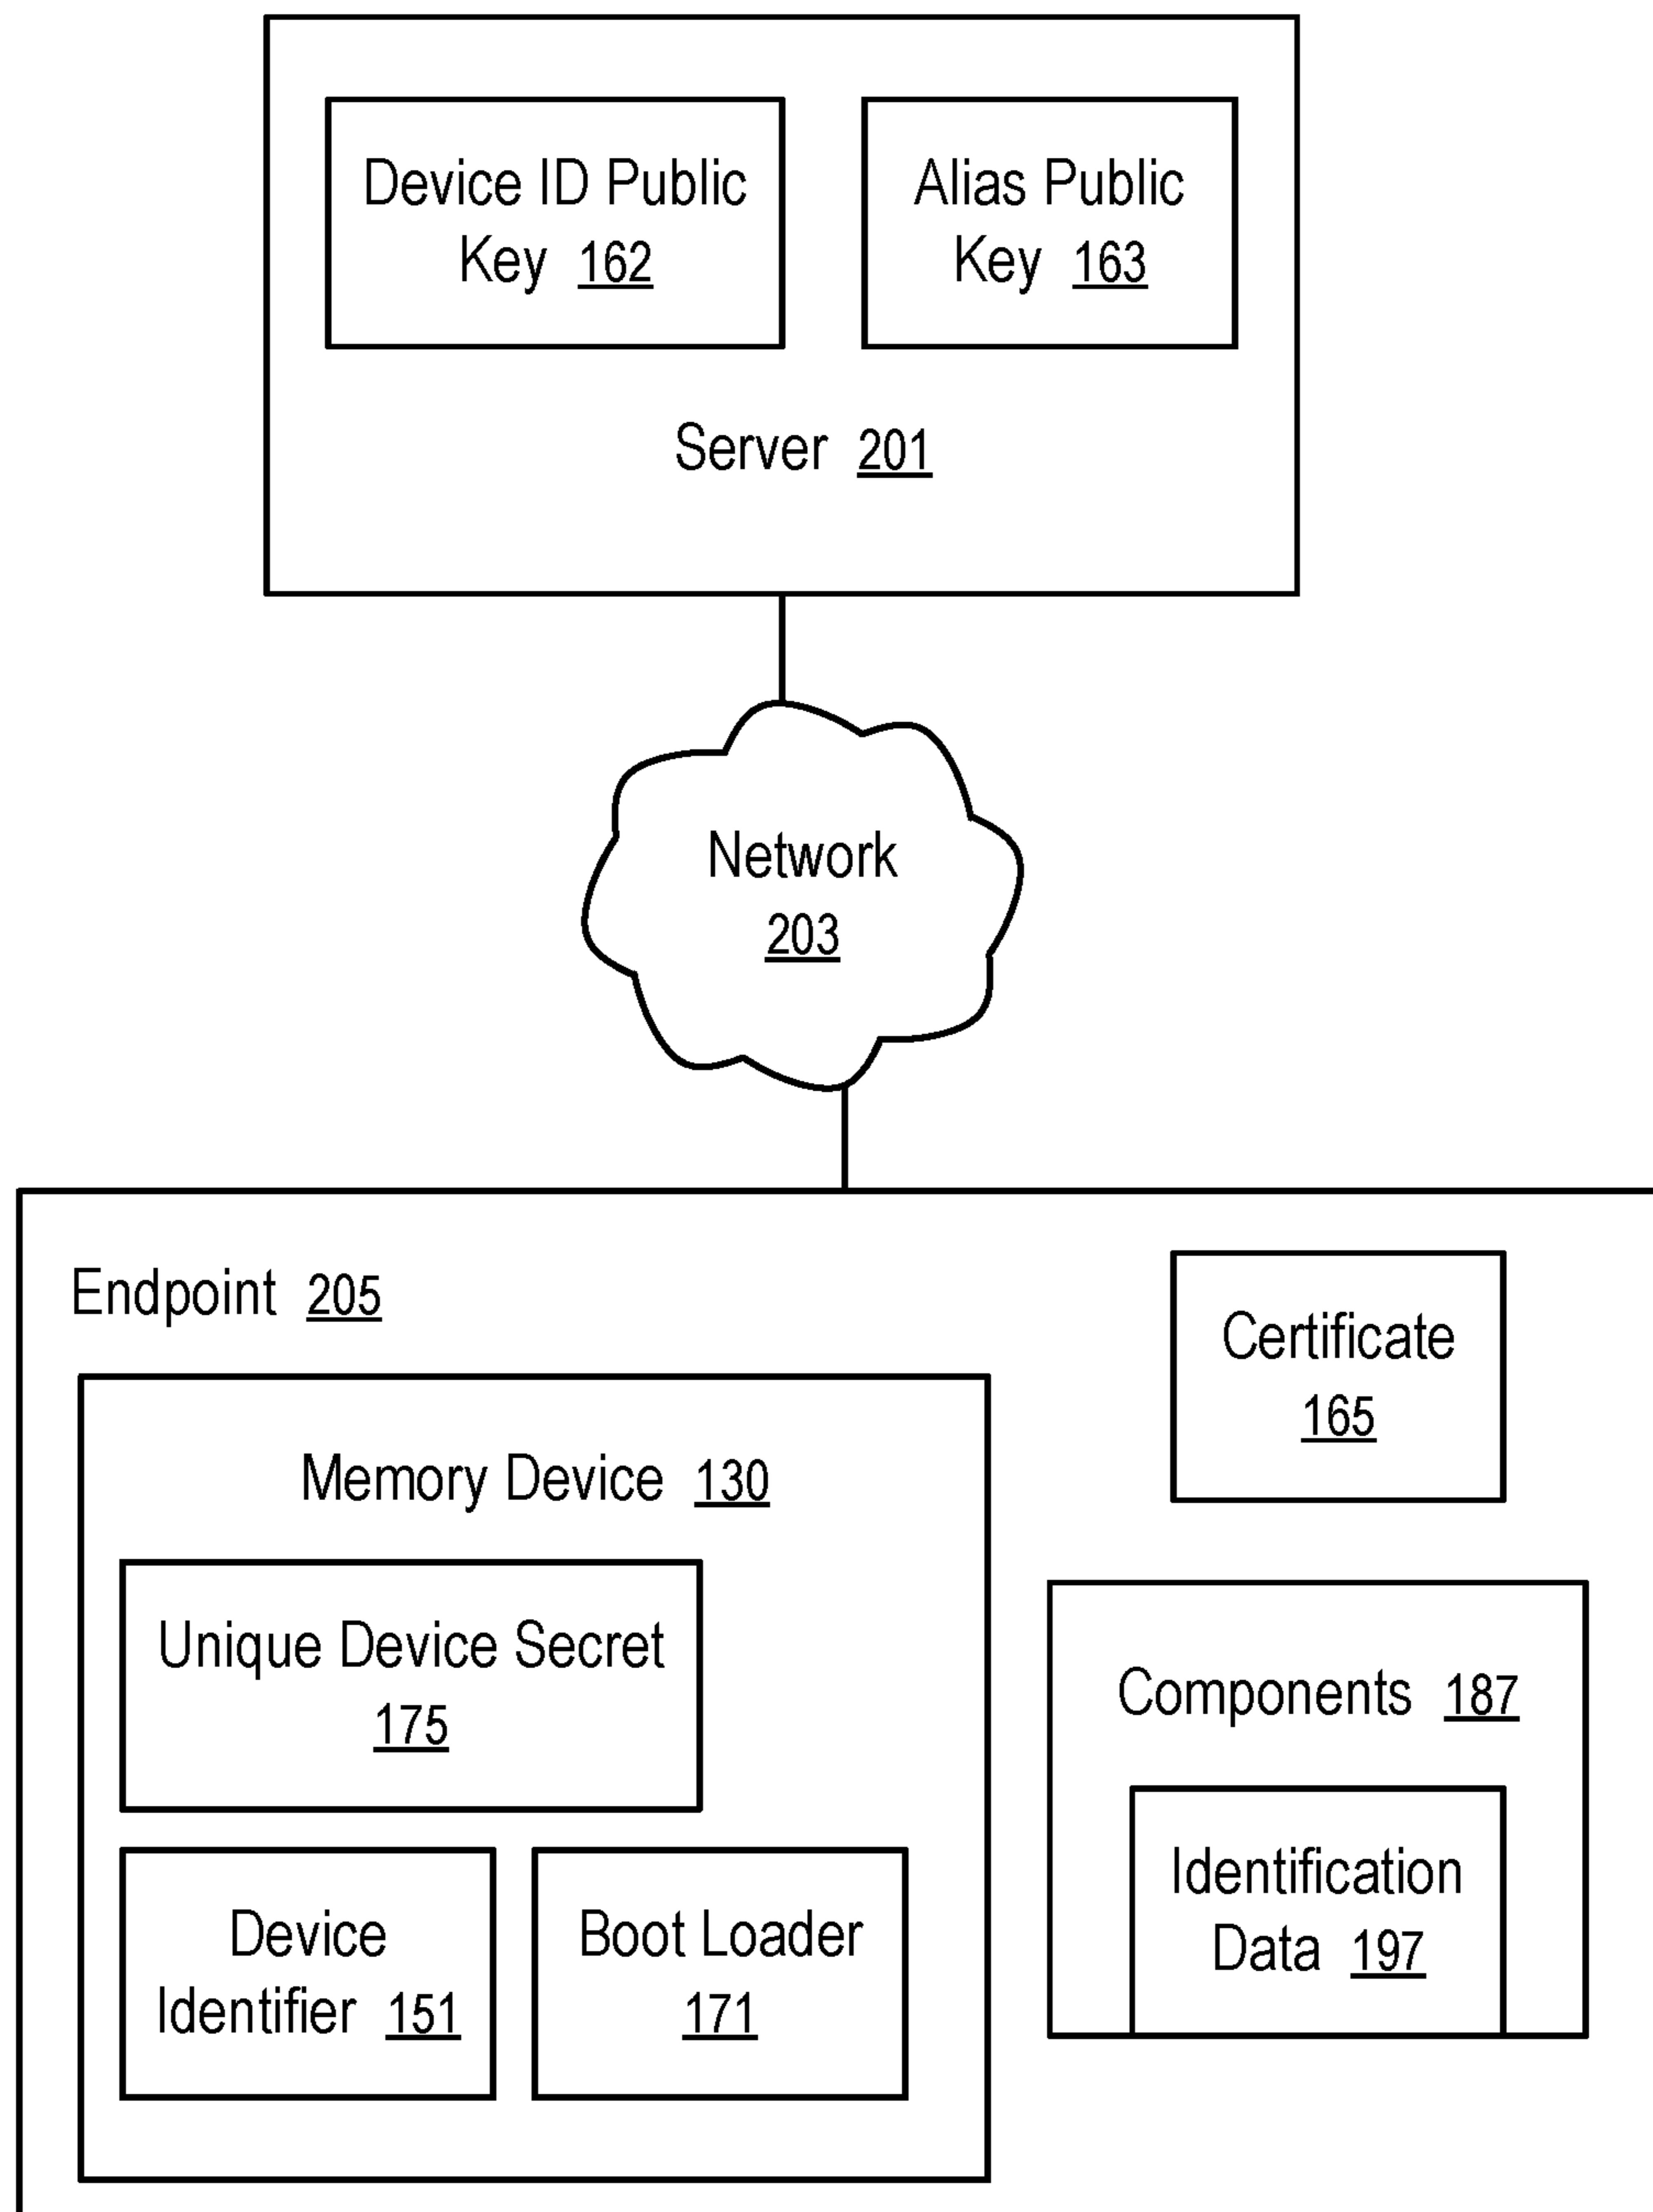 Device ID Public
Key 162
Alias Public
Key 163
Server 201
Network
203
Endpoint 205
Certificate
165
Memory Device 130
Unique Device Secret
175
Components 187
Device
Identifier 151
Boot Loader
171
Identification
Data 197